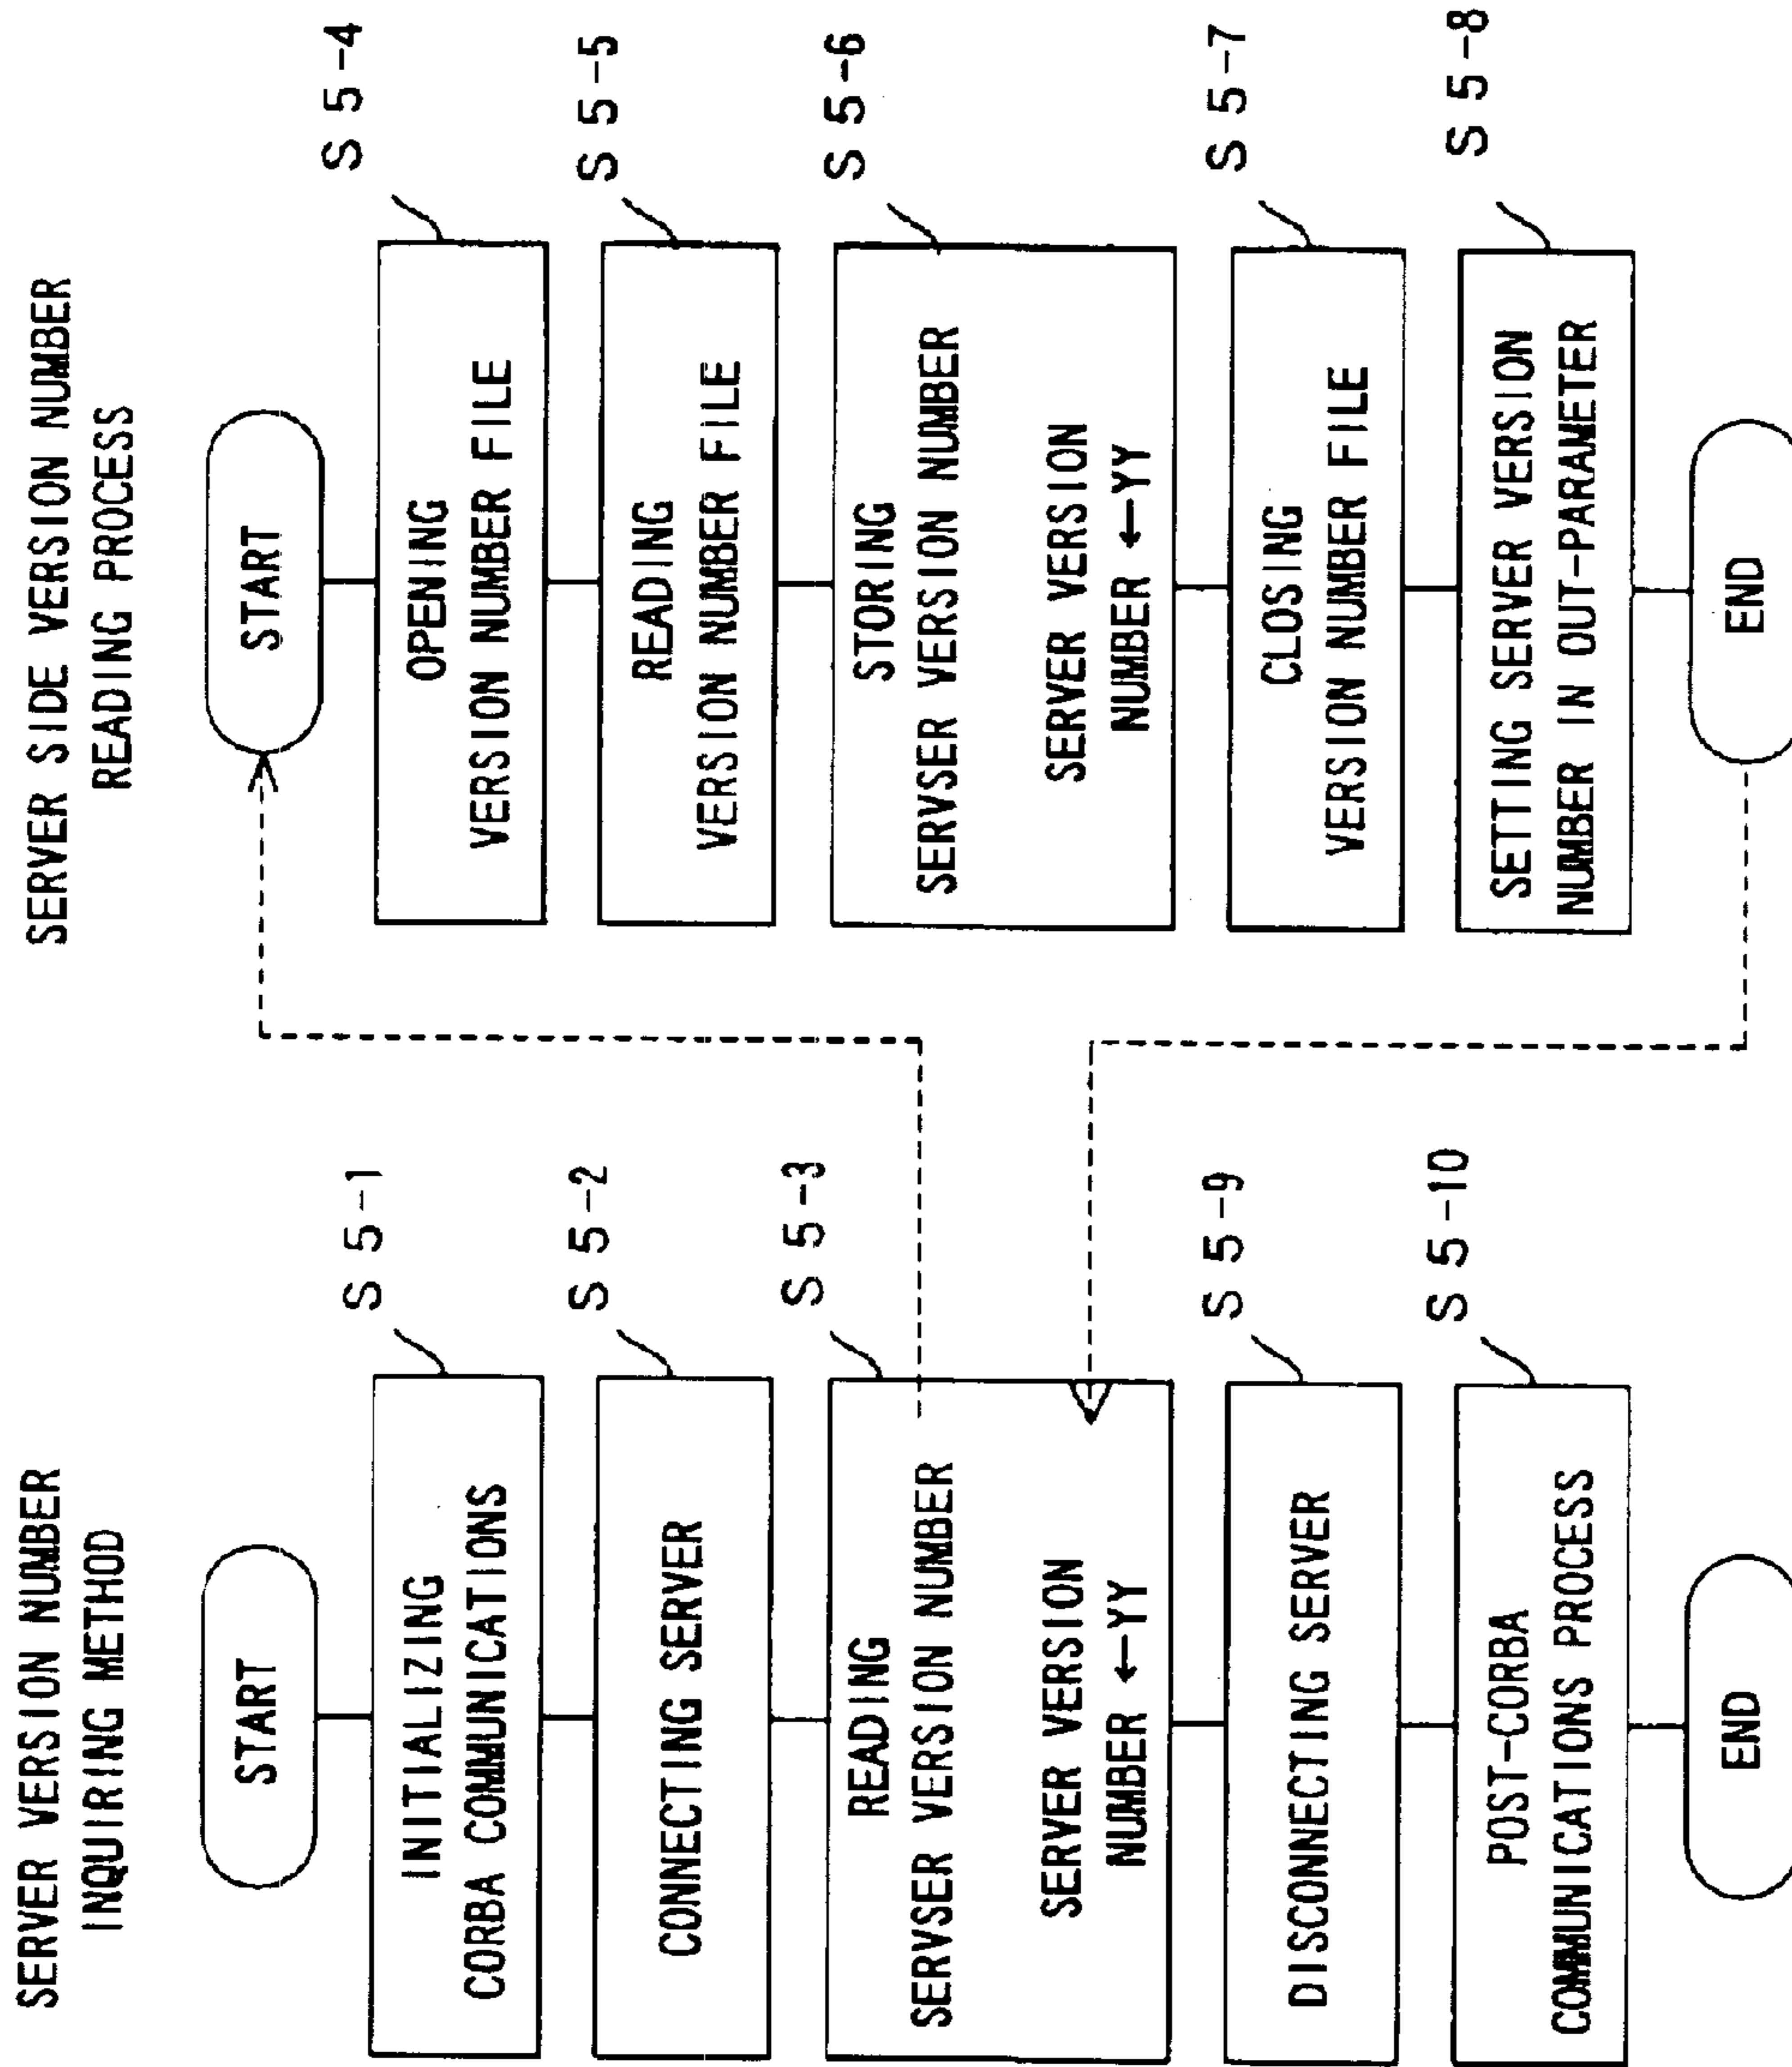 SERVER VERSION NUMBER
INQUIRING METHOD
START
INITIALIZING
CORBA COMMUNICATIONS
S 5-1
CONNECTING SERVER
S 5-2
READING
SERVSER VERSION NUMBER
SERVER VERSION
NUMBER ←YY
S 5-3
DISCONNECTING SERVER
S 5-9
POST-CORBA
COMMUNICATIONS PROCESS
S 5-10
END
SERVER SIDE VERSION NUMBER
READING PROCESS
START
OPENING
VERSION NUMBER FILE
S 5-4
READING
VERSION NUMBER FILE
S 5-5
STORING
SERVSER VERSION NUMBER
SERVER VERSION
NUMBER ←YY
S 5-6
CLOSING
VERSION NUMBER FILE
S 5-7
SETTING SERVER VERSION
NUMBER IN OUT-PARAMETER
S 5-8
END